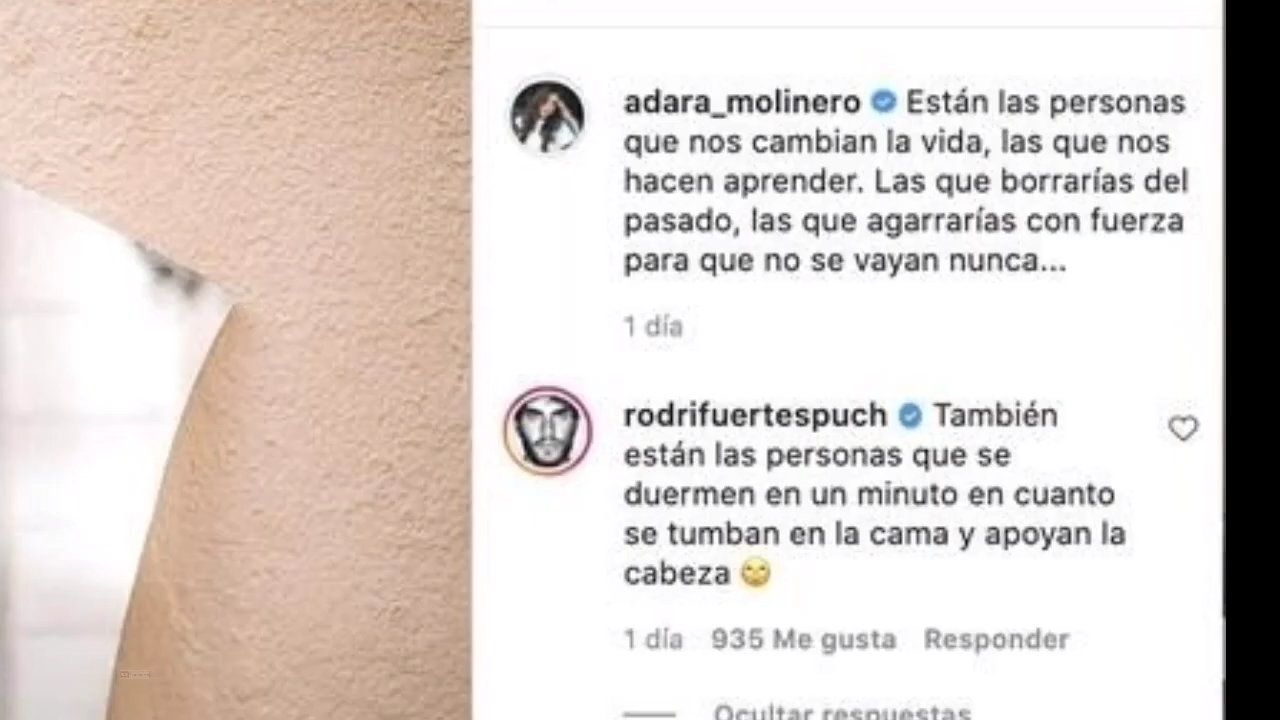 adara_molinero Están las personas
que nos cambian la vida, las que nos
hacen aprender. Las que borrarías del
pasado, las que agarrarías con fuerza
para que no se vayan nunca...
1 día
rodrifuertespuch También
están las personas que se
duermen en un minuto en cuanto
se tumban en la cama y apoyan la
cabeza 🙄
1 día 935 Me gusta Responder
Ocultar respuestas